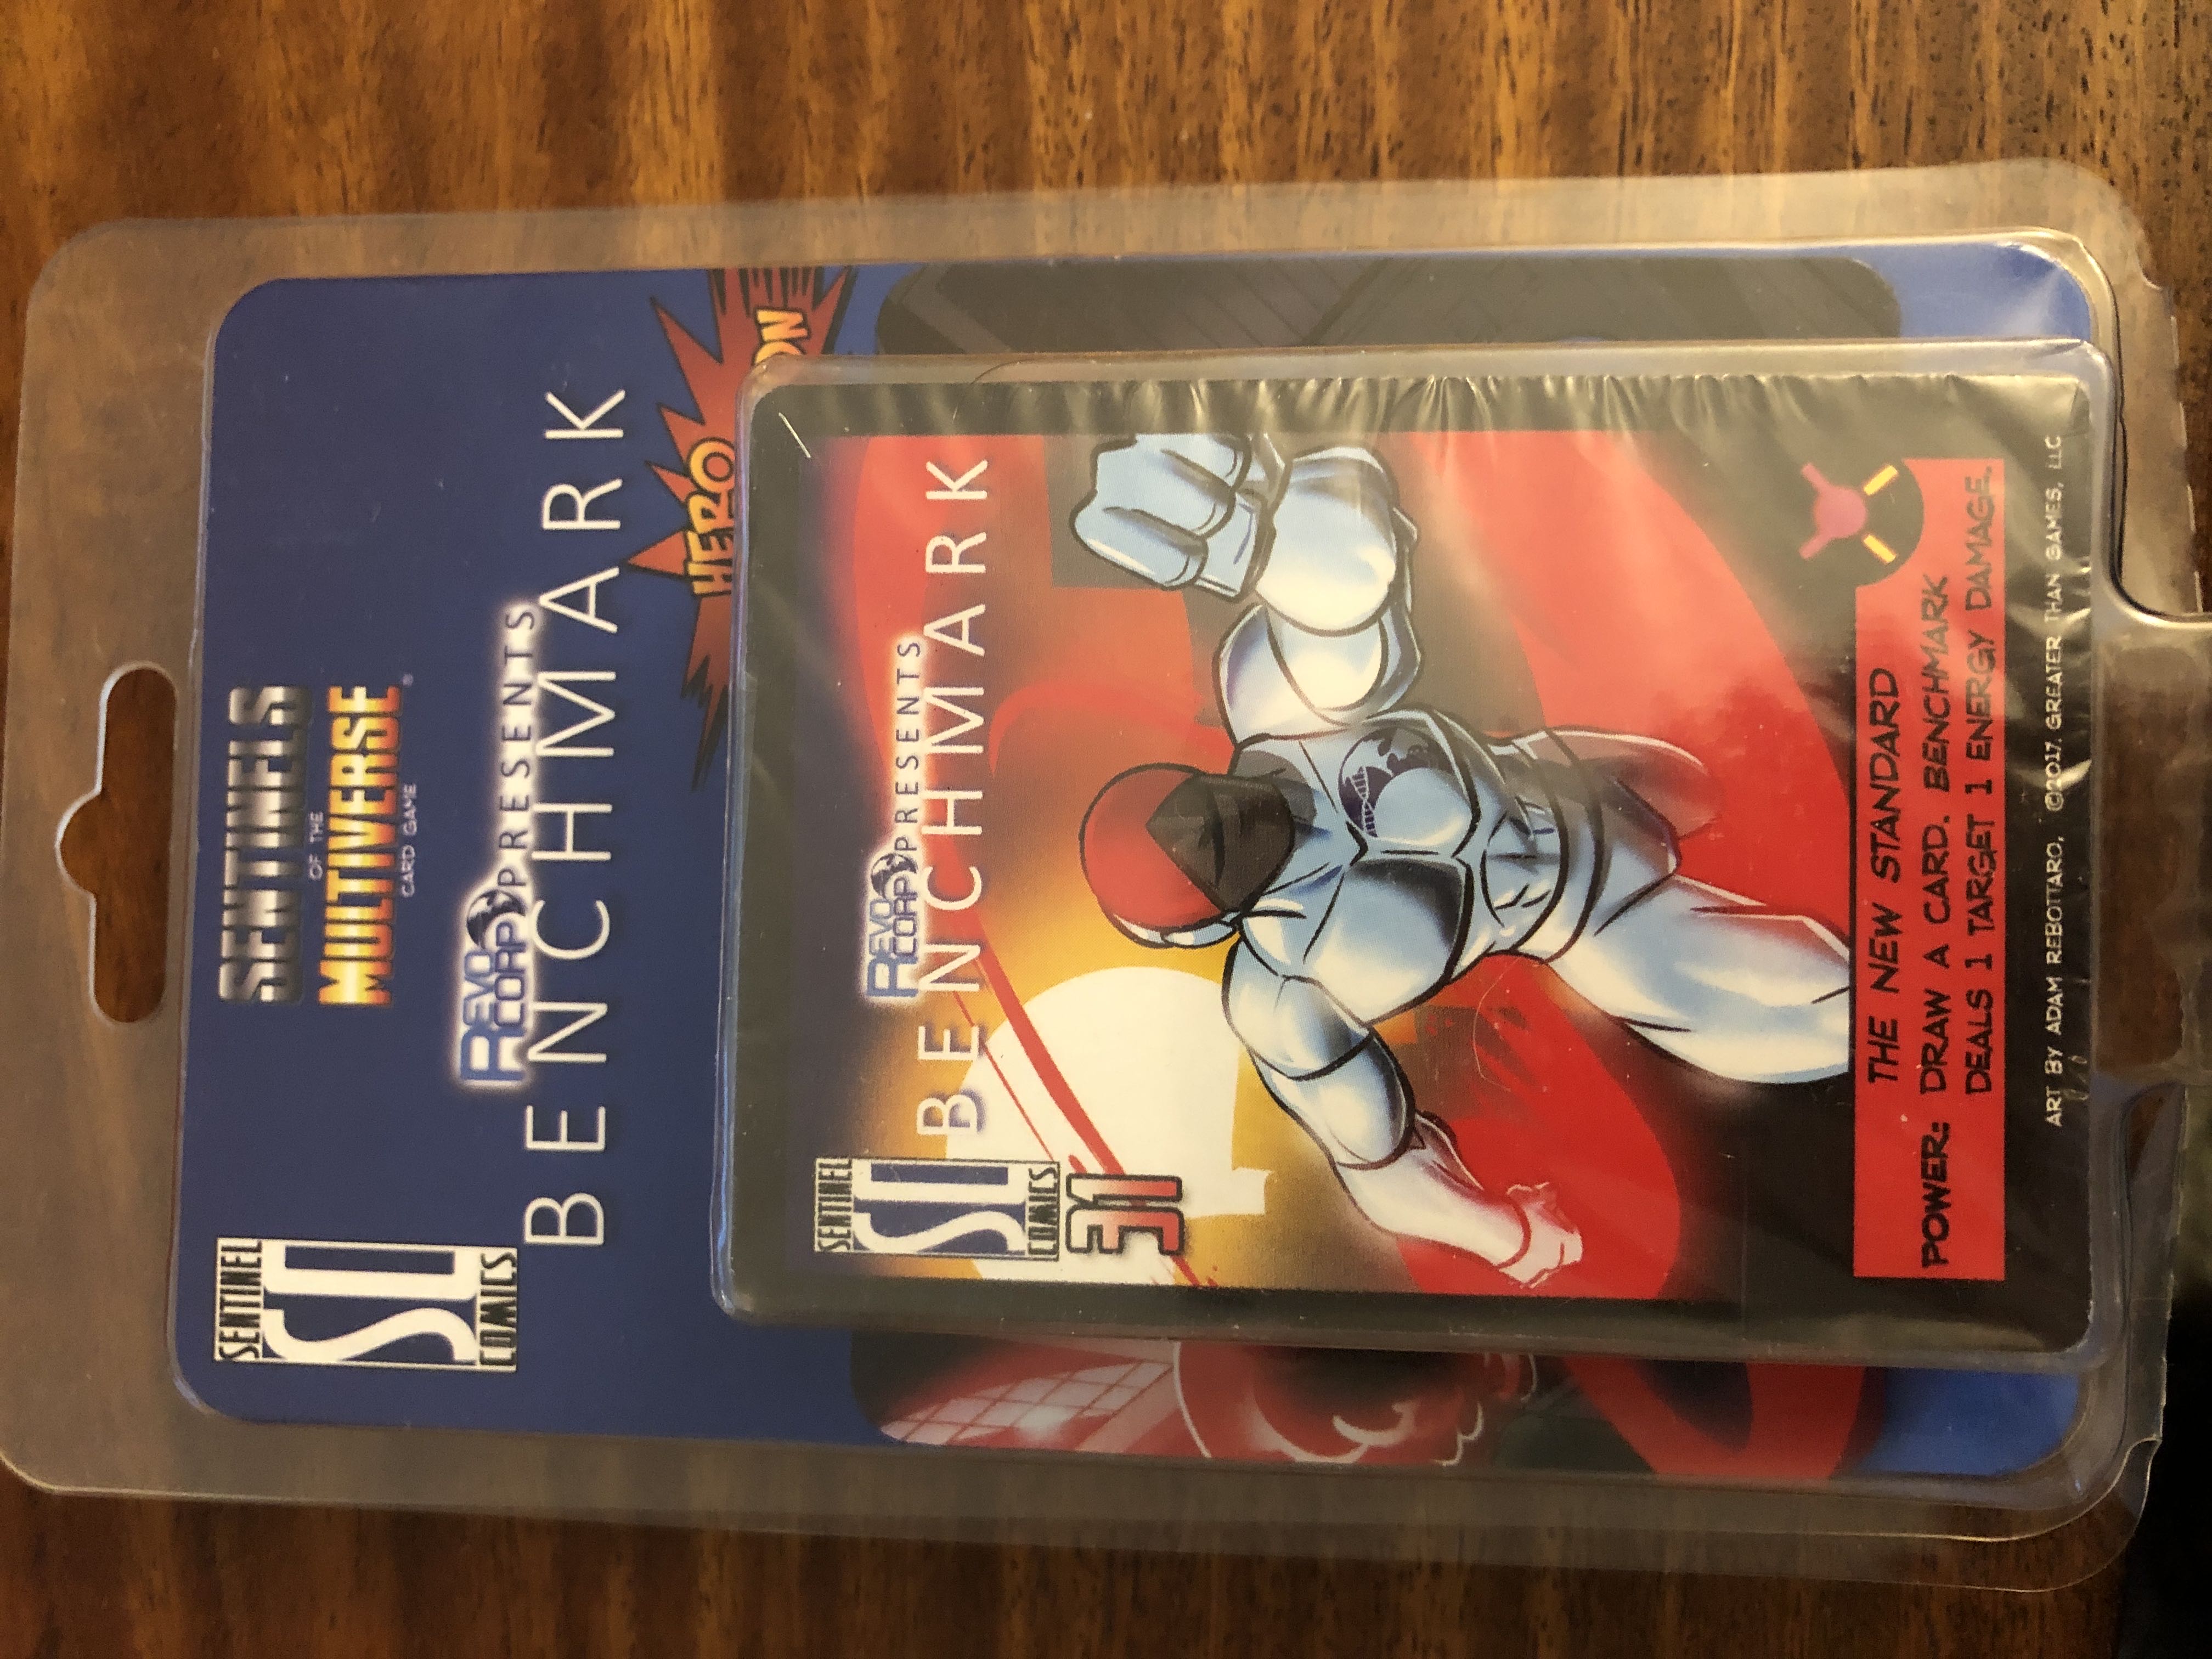 SENTINEL
SC
COMICS
SENTINELS
OF THE
MULTIVERSE
CARD GAME
REVO
CORP PRESENTS
BENCHMARK
HERO
SENTINEL
SC
COMICS
31
REVO
CORP PRESENTS
BENCHMARK
THE NEW STANDARD
POWER: DRAW A CARD. BENCHMARK
DEALS 1 TARGET 1 ENERGY DAMAGE.
ART BY ADAM REBOTTARO, ©2017, GREATER THAN GAMES, LLC